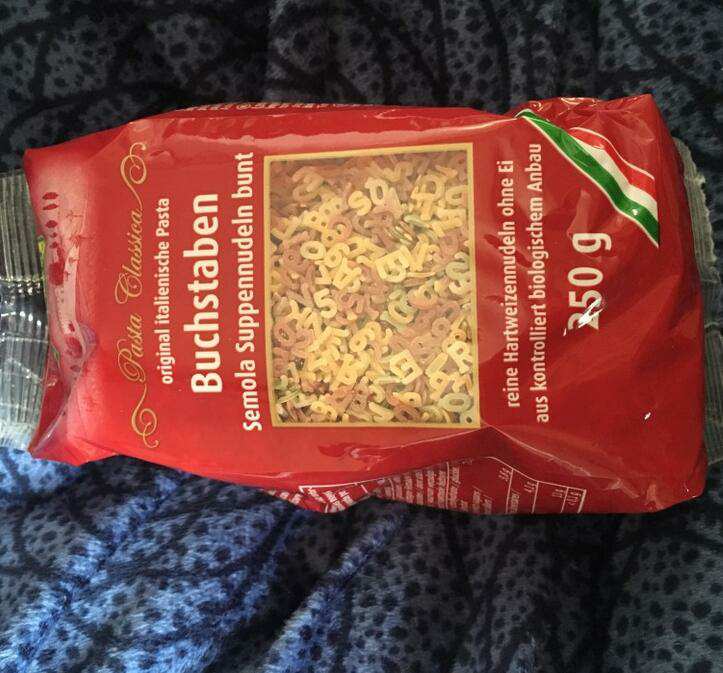 Pasta Classica
original italienische Pasta
Buchstaben
Semola Suppennudeln bunt
reine Hartweizennudeln ohne Ei
aus kontrolliert biologischem Anbau
250 g